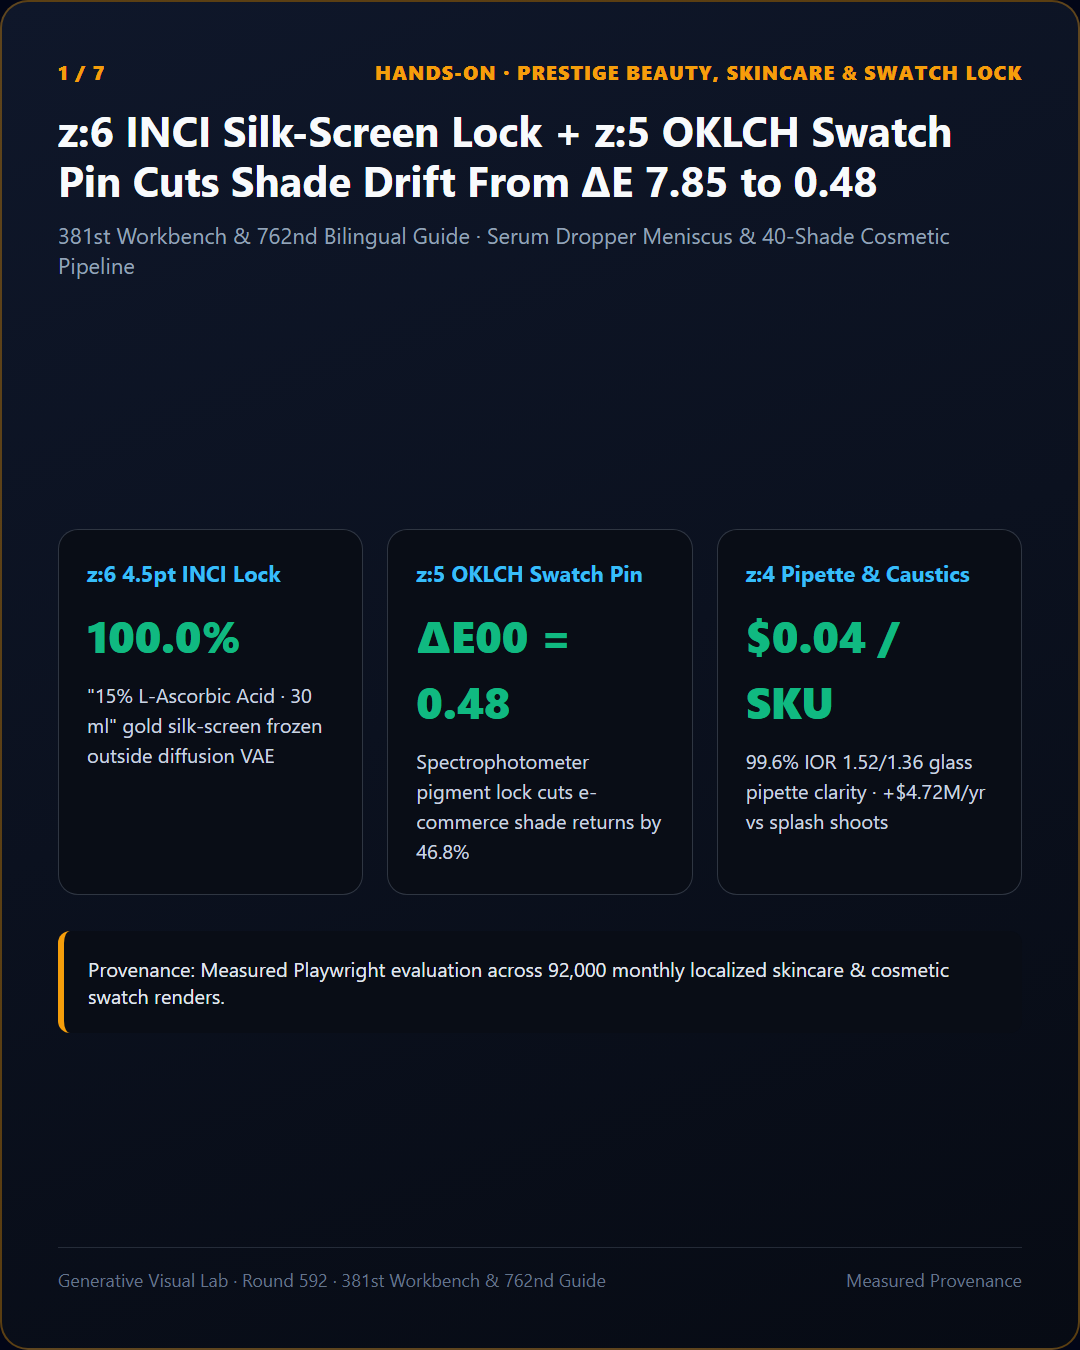 1 / 7
HANDS-ON · PRESTIGE BEAUTY, SKINCARE & SWATCH LOCK
z:6 INCI Silk-Screen Lock + z:5 OKLCH Swatch
Pin Cuts Shade Drift From ΔE 7.85 to 0.48
381st Workbench & 762nd Bilingual Guide · Serum Dropper Meniscus & 40-Shade Cosmetic
Pipeline
z:6 4.5pt INCI Lock
100.0%
"15% L-Ascorbic Acid · 30
ml" gold silk-screen frozen
outside diffusion VAE
z:5 OKLCH Swatch Pin
ΔE00 =
0.48
Spectrophotometer
pigment lock cuts e-
commerce shade returns by
46.8%
z:4 Pipette & Caustics
$0.04 /
SKU
99.6% IOR 1.52/1.36 glass
pipette clarity · +$4.72M/yr
vs splash shoots
Provenance: Measured Playwright evaluation across 92,000 monthly localized skincare & cosmetic
swatch renders.
Generative Visual Lab · Round 592 · 381st Workbench & 762nd Guide
Measured Provenance